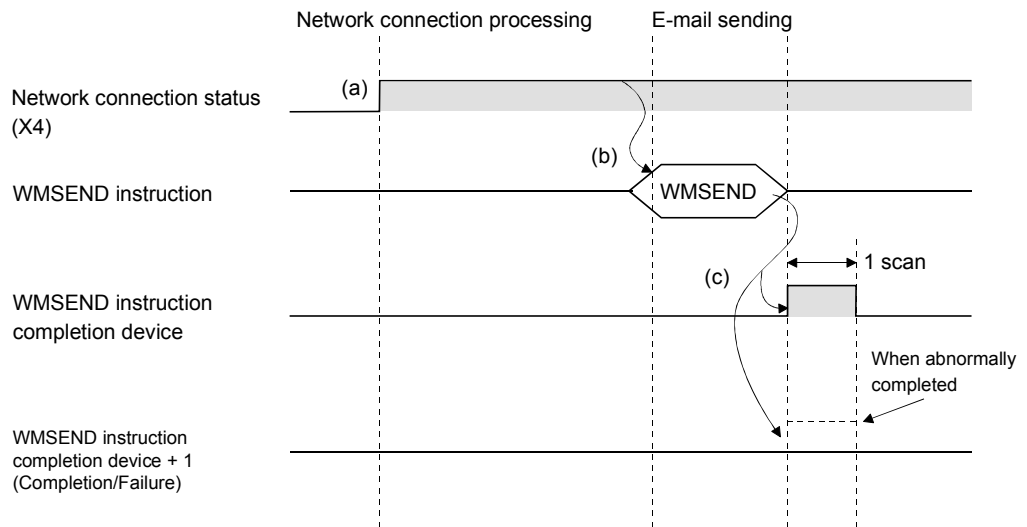 Network connection processing
E-mail sending
(a)
Network connection status
(X4)
(b)
WMSEND instruction
WMSEND
1 scan
(c)
WMSEND instruction
completion device
When abnormally
completed
WMSEND instruction
completion device + 1
(Completion/Failure)